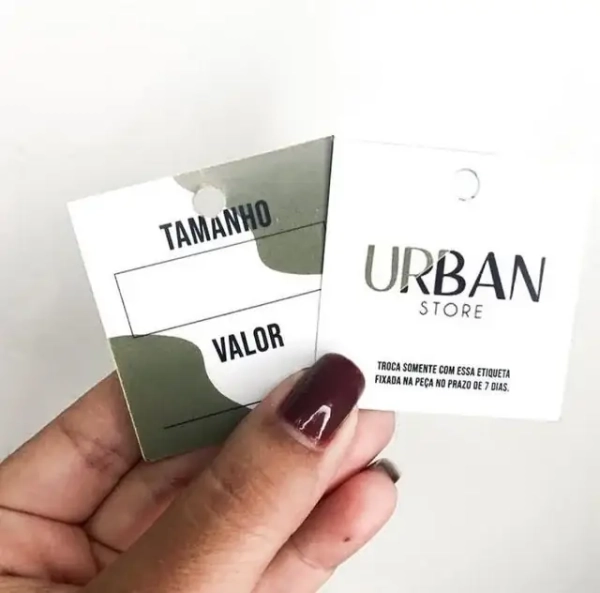 TAMANHO
VALOR
URBAN
STORE
TROCA SOMENTE COM ESSA ETIQUETA
FIXADA NA PEÇA NO PRAZO DE 7 DIAS.